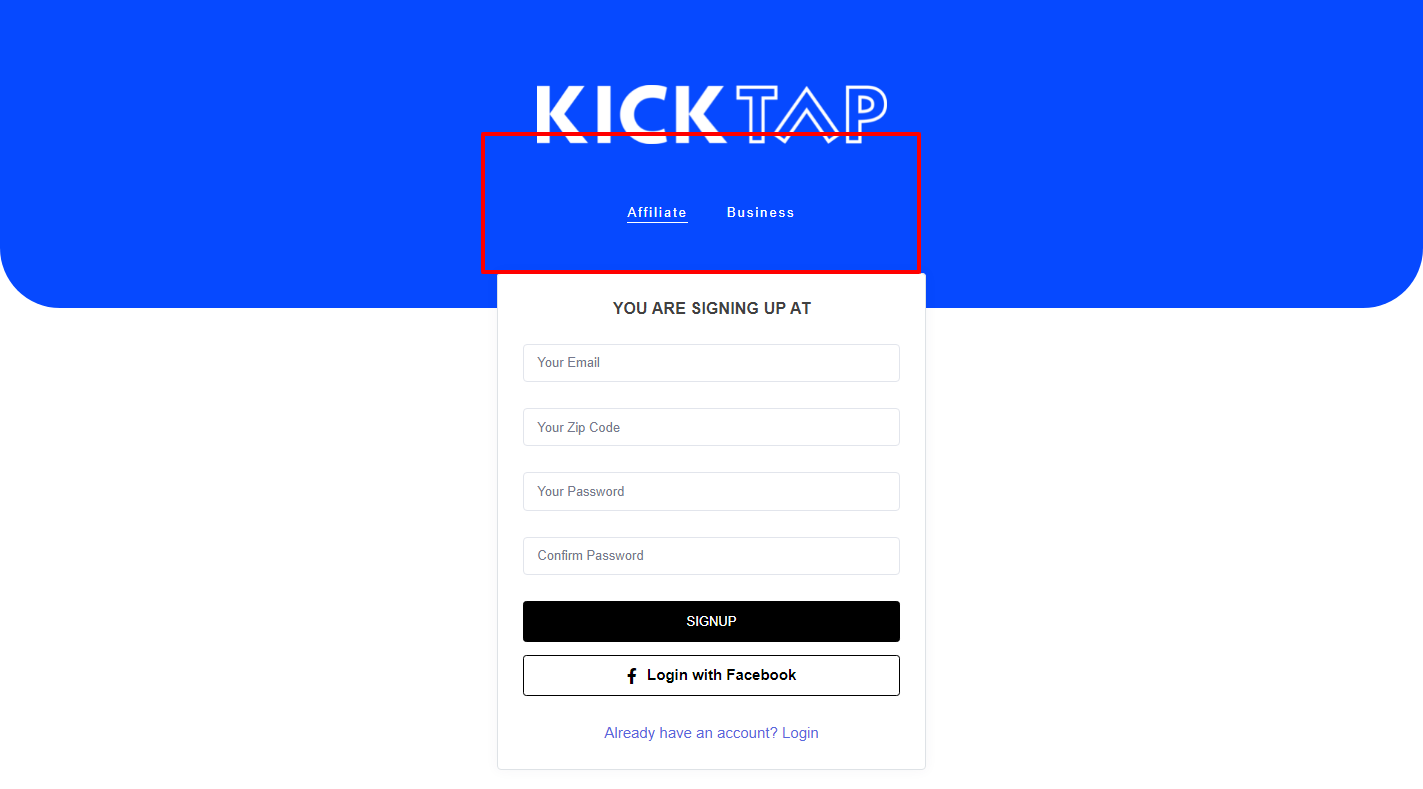 KICKTAP
Affiliate Business
YOU ARE SIGNING UP AT
Your Email
Your Zip Code
Your Password
Confirm Password
SIGNUP
Login with Facebook
Already have an account? Login